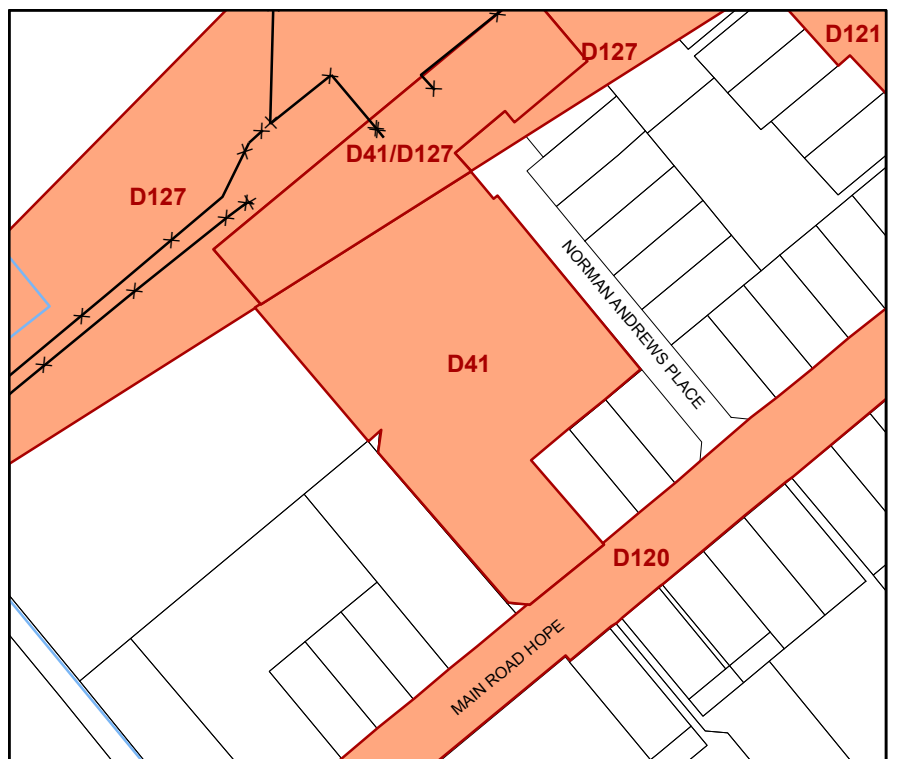 D121
D127
D41/D127
D127
NORMAN ANDREWS PLACE
D41
D120
MAIN ROAD HOPE